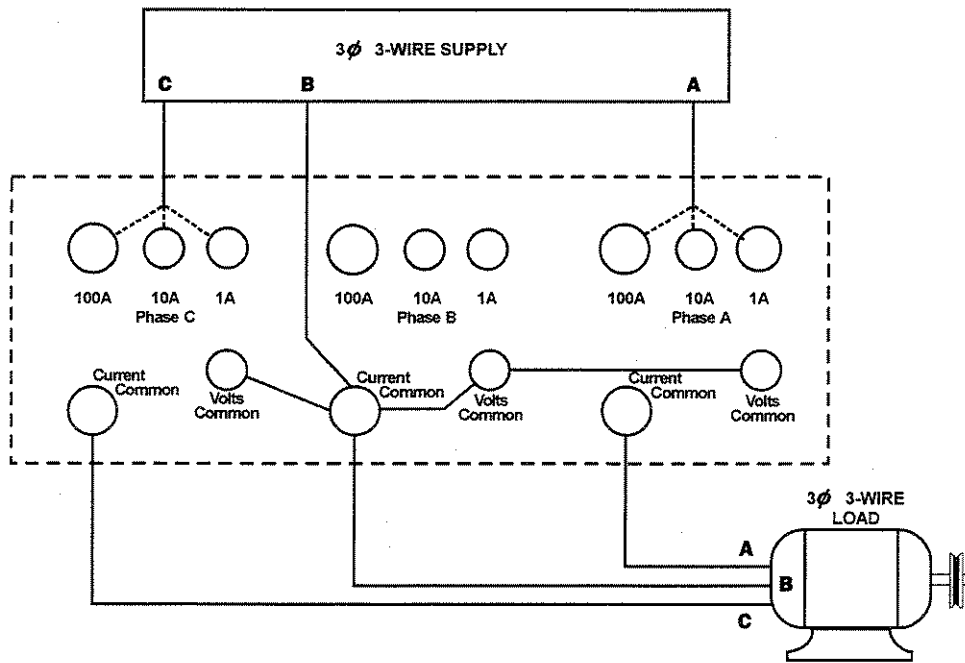 3ϕ 3-WIRE SUPPLY
C B A
100A 10A 1A 100A 10A 1A 100A 10A 1A
Phase C Phase B Phase A
Current
Common
Volts
Common
Current
Common
Volts
Common
Current
Common
Volts
Common
3ϕ 3-WIRE
LOAD
A
B
C